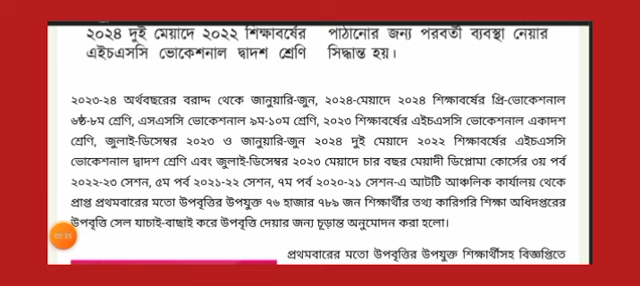 ২০২৪ দুই মেয়াদে ২০২২ শিক্ষাবর্ষের
এইচএসসি ভোকেশনাল দ্বাদশ শ্রেণি
পাঠানোর জন্য পরবর্তী ব্যবস্থা নেয়ার
সিদ্ধান্ত হয়।
২০২৩-২৪ অর্থবছরের বরাদ্দ থেকে জানুয়ারি-জুন, ২০২৪-মেয়াদে ২০২৪ শিক্ষাবর্ষের প্রি-ভোকেশনাল
৬ষ্ঠ-৮ম শ্রেণি, এসএসসি ভোকেশনাল ৯ম-১০ম শ্রেণি, ২০২৩ শিক্ষাবর্ষের এইচএসসি ভোকেশনাল একাদশ
শ্রেণি, জুলাই-ডিসেম্বর ২০২৩ ও জানুয়ারি-জুন ২০২৪ দুই মেয়াদে ২০২২ শিক্ষাবর্ষের এইচএসসি
ভোকেশনাল দ্বাদশ শ্রেণি এবং জুলাই-ডিসেম্বর ২০২৩ মেয়াদে চার বছর মেয়াদী ডিপ্লোমা কোর্সের ৩য় পর্ব
২০২২-২৩ সেশন, ৫ম পর্ব ২০২১-২২ সেশন, ৭ম পর্ব ২০২০-২১ সেশন-এ আটটি আঞ্চলিক কার্যালয় থেকে
প্রাপ্ত প্রথমবারের মতো উপবৃত্তির উপযুক্ত ৭৬ হাজার ৭৮৯ জন শিক্ষার্থীর তথ্য কারিগরি শিক্ষা অধিদপ্তরের
উপবৃত্তি সেল যাচাই-বাছাই করে উপবৃত্তি দেয়ার জন্য চূড়ান্ত অনুমোদন করা হলো।
02:35
প্রথমবারের মতো উপবৃত্তির উপযুক্ত শিক্ষার্থীসহ বিজ্ঞপ্তিতে